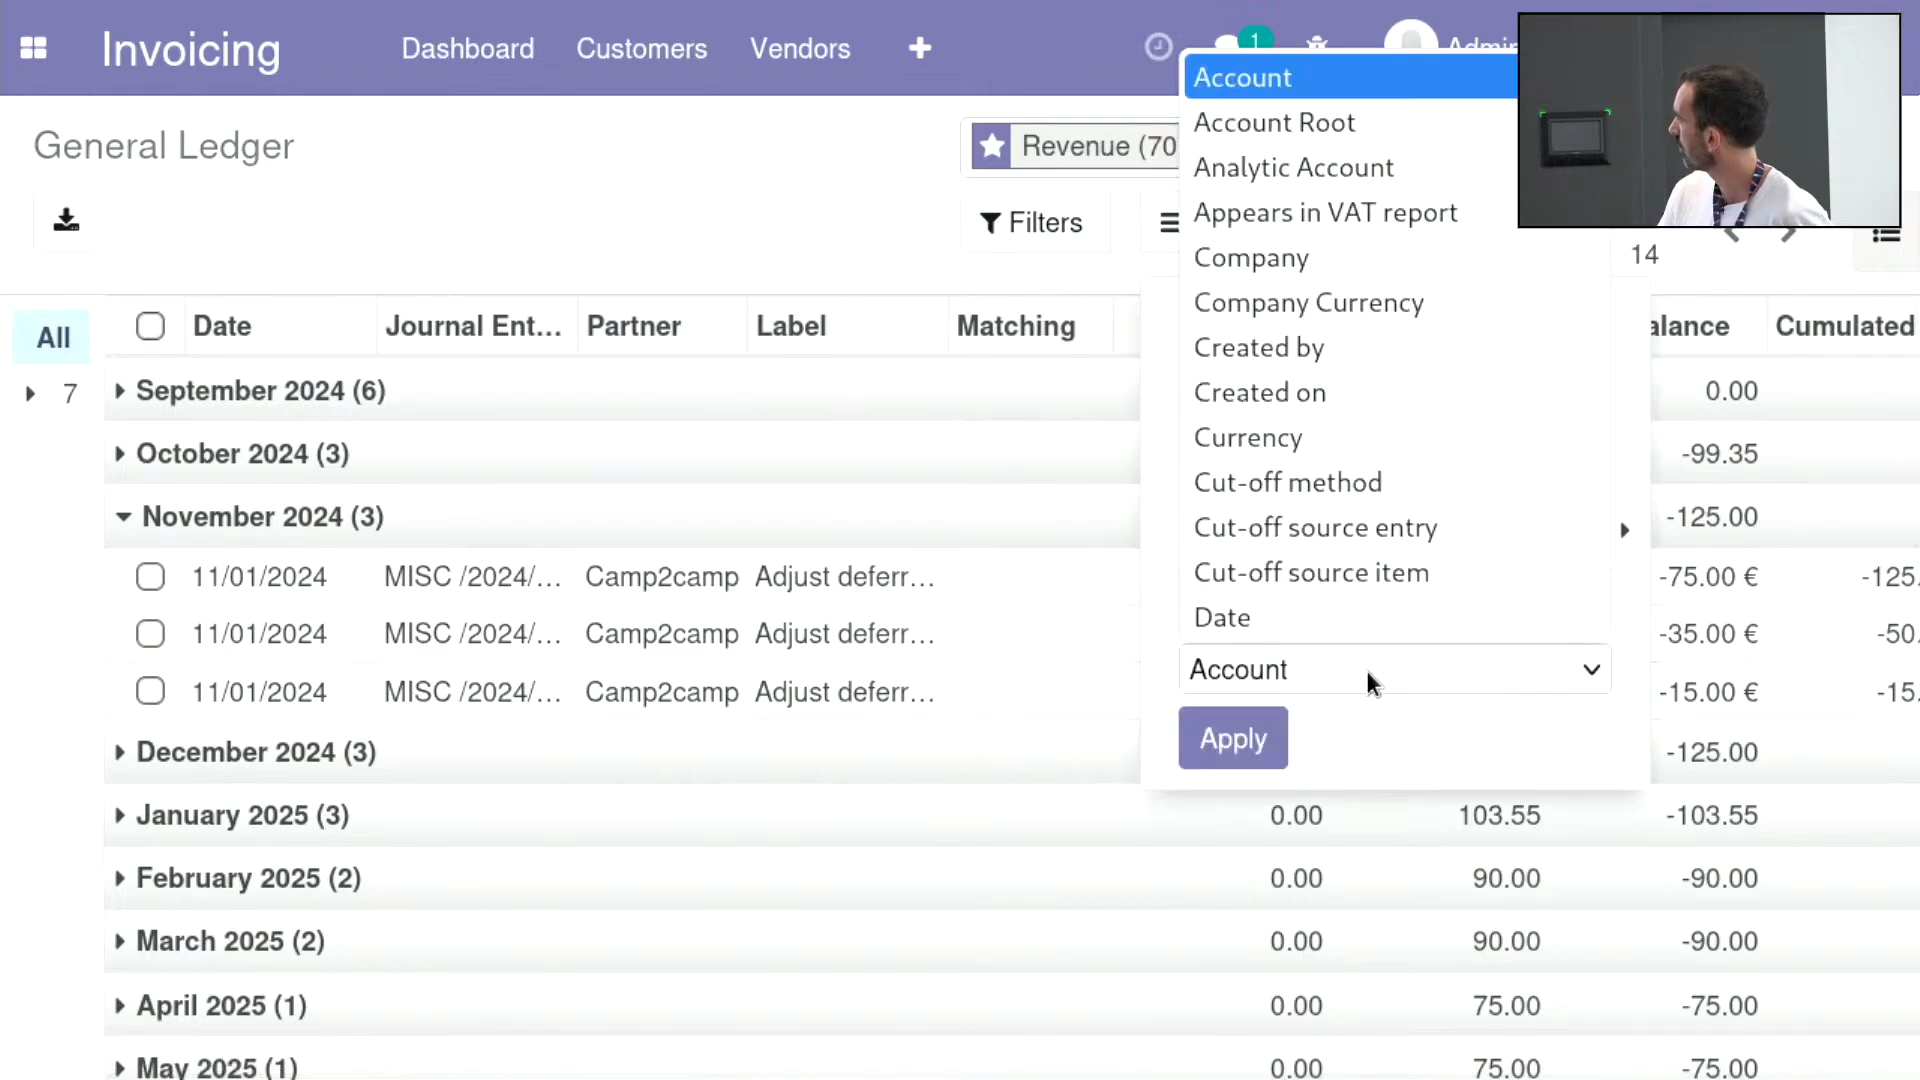 Invoicing
Dashboard
Customers
Vendors
1
General Ledger
Revenue (70
Filters
14
Account
Account Root
Analytic Account
Appears in VAT report
Company
Company Currency
Created by
Created on
Currency
Cut-off method
Cut-off source entry
Cut-off source item
Date
Account
Apply
All
7
Date Journal Ent... Partner Label Matching alance Cumulated
September 2024 (6) 0.00
October 2024 (3) -99.35
November 2024 (3) -125.00
11/01/2024 MISC /2024/... Camp2camp Adjust deferr... -75.00 € -125.
11/01/2024 MISC /2024/... Camp2camp Adjust deferr... -35.00 € -50.
11/01/2024 MISC /2024/... Camp2camp Adjust deferr... -15.00 € -15.
December 2024 (3) -125.00
January 2025 (3) 0.00 103.55 -103.55
February 2025 (2) 0.00 90.00 -90.00
March 2025 (2) 0.00 90.00 -90.00
April 2025 (1) 0.00 75.00 -75.00
May 2025 (1) 0.00 75.00 -75.00